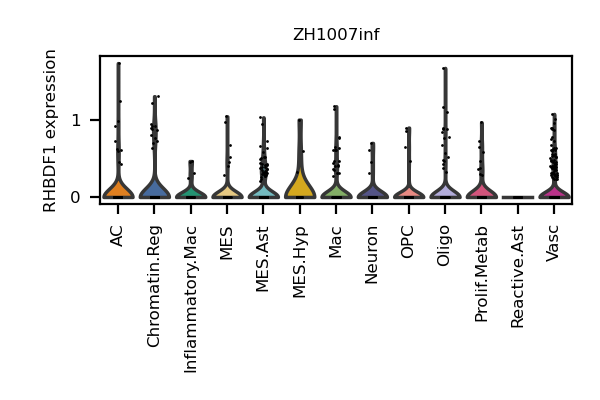 ZH1007inf
RHBDF1 expression
1
0
AC
Chromatin.Reg
Inflammatory.Mac
MES
MES.Ast
MES.Hyp
Mac
Neuron
OPC
Oligo
Prolif.Metab
Reactive.Ast
Vasc